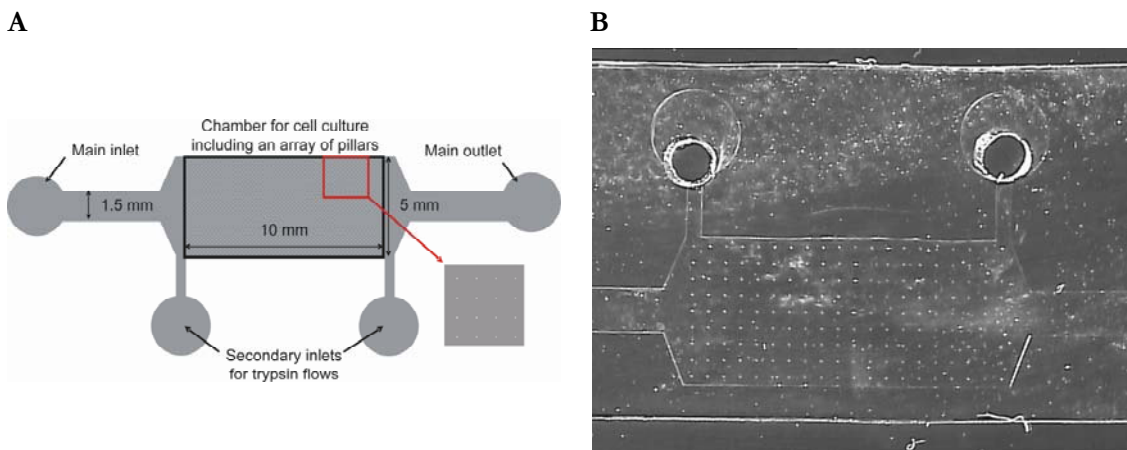 A
B
Chamber for cell culture
including an array of pillars
Main inlet
Main outlet
1.5 mm
5 mm
10 mm
Secondary inlets
for trypsin flows